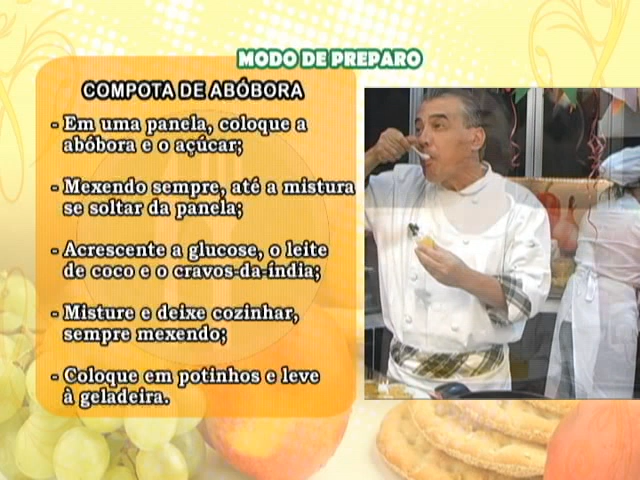 MODO DE PREPARO
COMPOTA DE ABÓBORA
- Em uma panela, coloque a
abóbora e o açúcar;
- Mexendo sempre, até a mistura
se soltar da panela;
- Acrescente a glucose, o leite
de coco e o cravos-da-índia;
- Misture e deixe cozinhar,
sempre mexendo;
- Coloque em potinhos e leve
à geladeira.